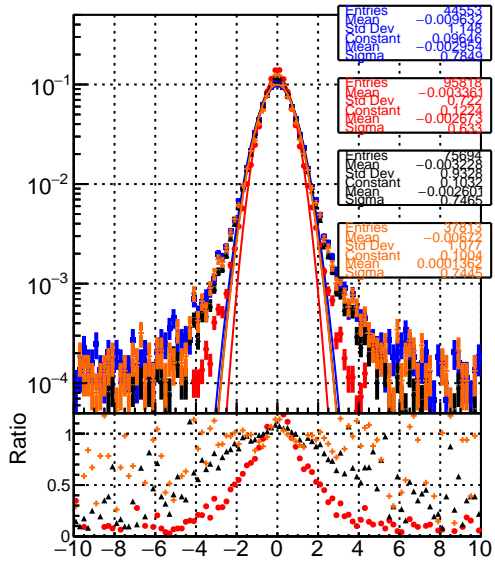 Entries 44553
Mean −0.009632
Std Dev 1.148
Constant 0.09646
Mean −0.002954
Sigma 0.7849
Entries 95818
Mean −0.003361
Std Dev 0.722
Constant 0.1224
Mean −0.002673
Sigma 0.633
Entries 75694
Mean −0.003228
Std Dev 0.9328
Constant 0.1032
Mean −0.002601
Sigma 0.7465
Entries 37813
Mean −0.00622
Std Dev 1.077
Constant 0.1004
Mean 0.0001362
Sigma 0.7445
10−1
10−2
10−3
10−4
Ratio
1
0.5
0
−10 −8 −6 −4 −2 0 2 4 6 8 10